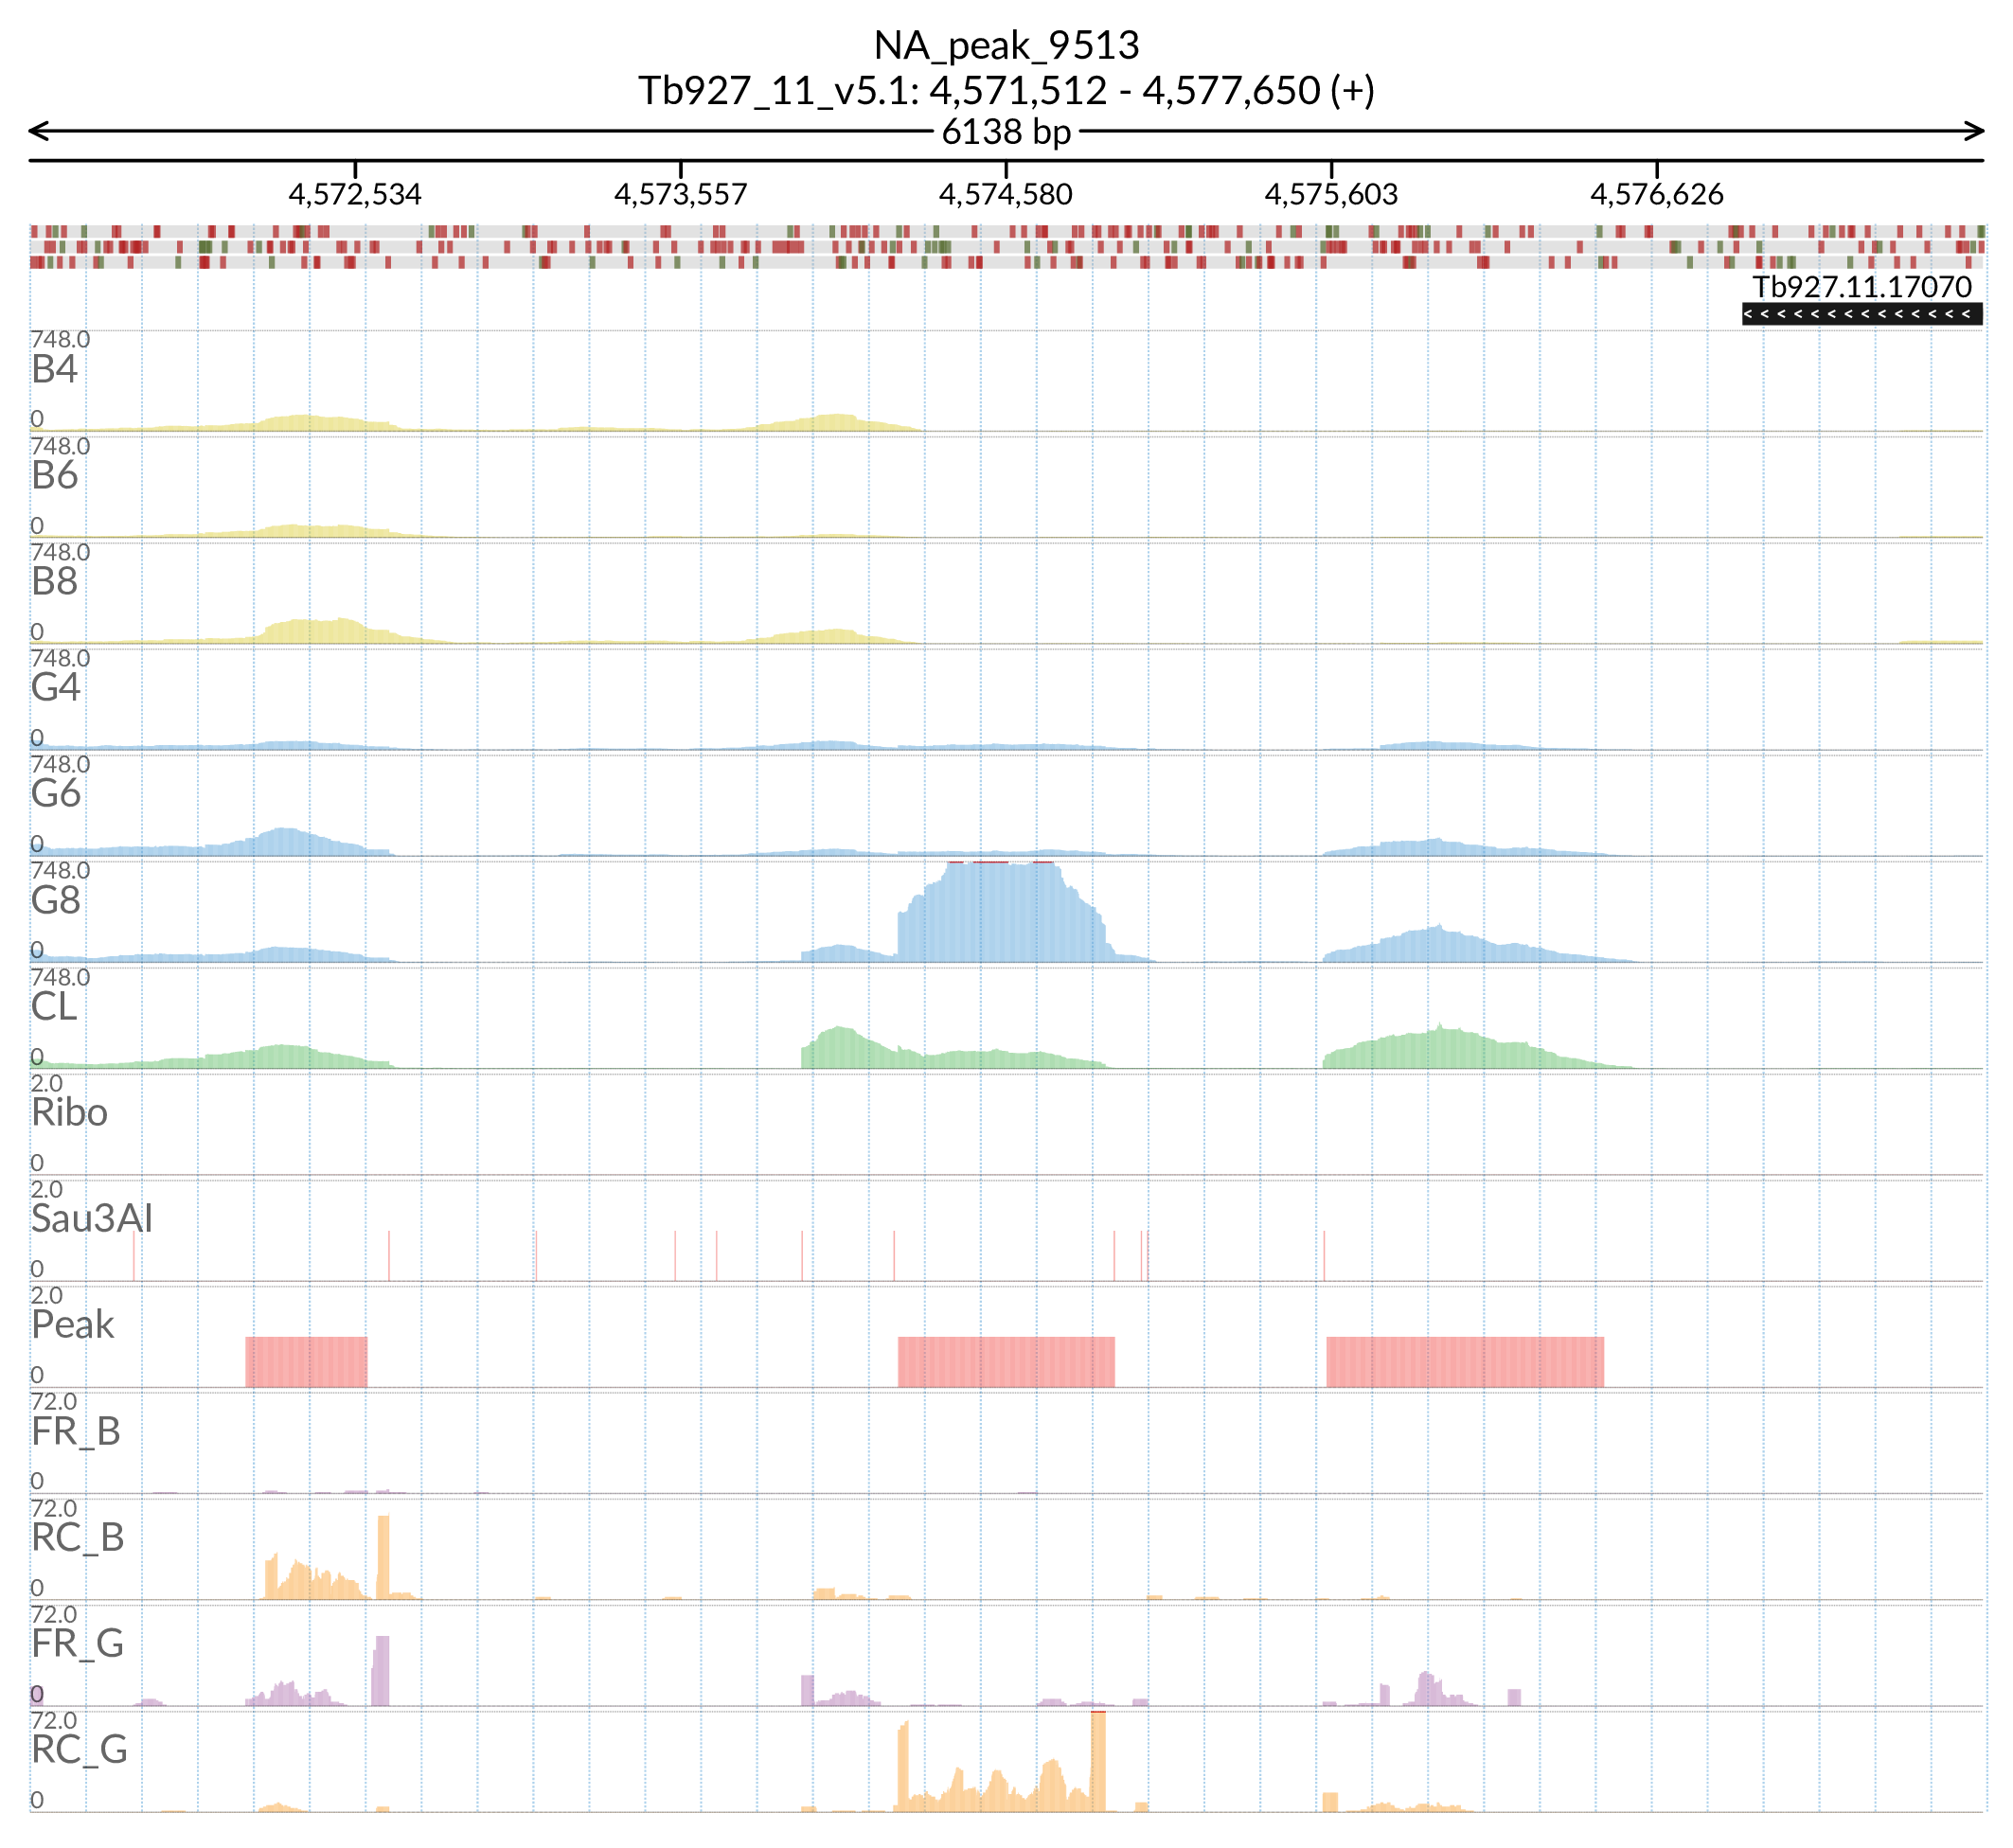 NA_peak_9513
Tb927_11_v5.1: 4,571,512 - 4,577,650 (+)
6138 bp
4,572,534 4,573,557 4,574,580 4,575,603 4,576,626
Tb927.11.17070
748.0
B4
0
748.0
B6
0
748.0
B8
0
748.0
G4
0
748.0
G6
0
748.0
G8
0
748.0
CL
0
2.0
Ribo
0
2.0
Sau3AI
0
2.0
Peak
0
72.0
FR_B
0
72.0
RC_B
0
72.0
FR_G
0
72.0
RC_G
0